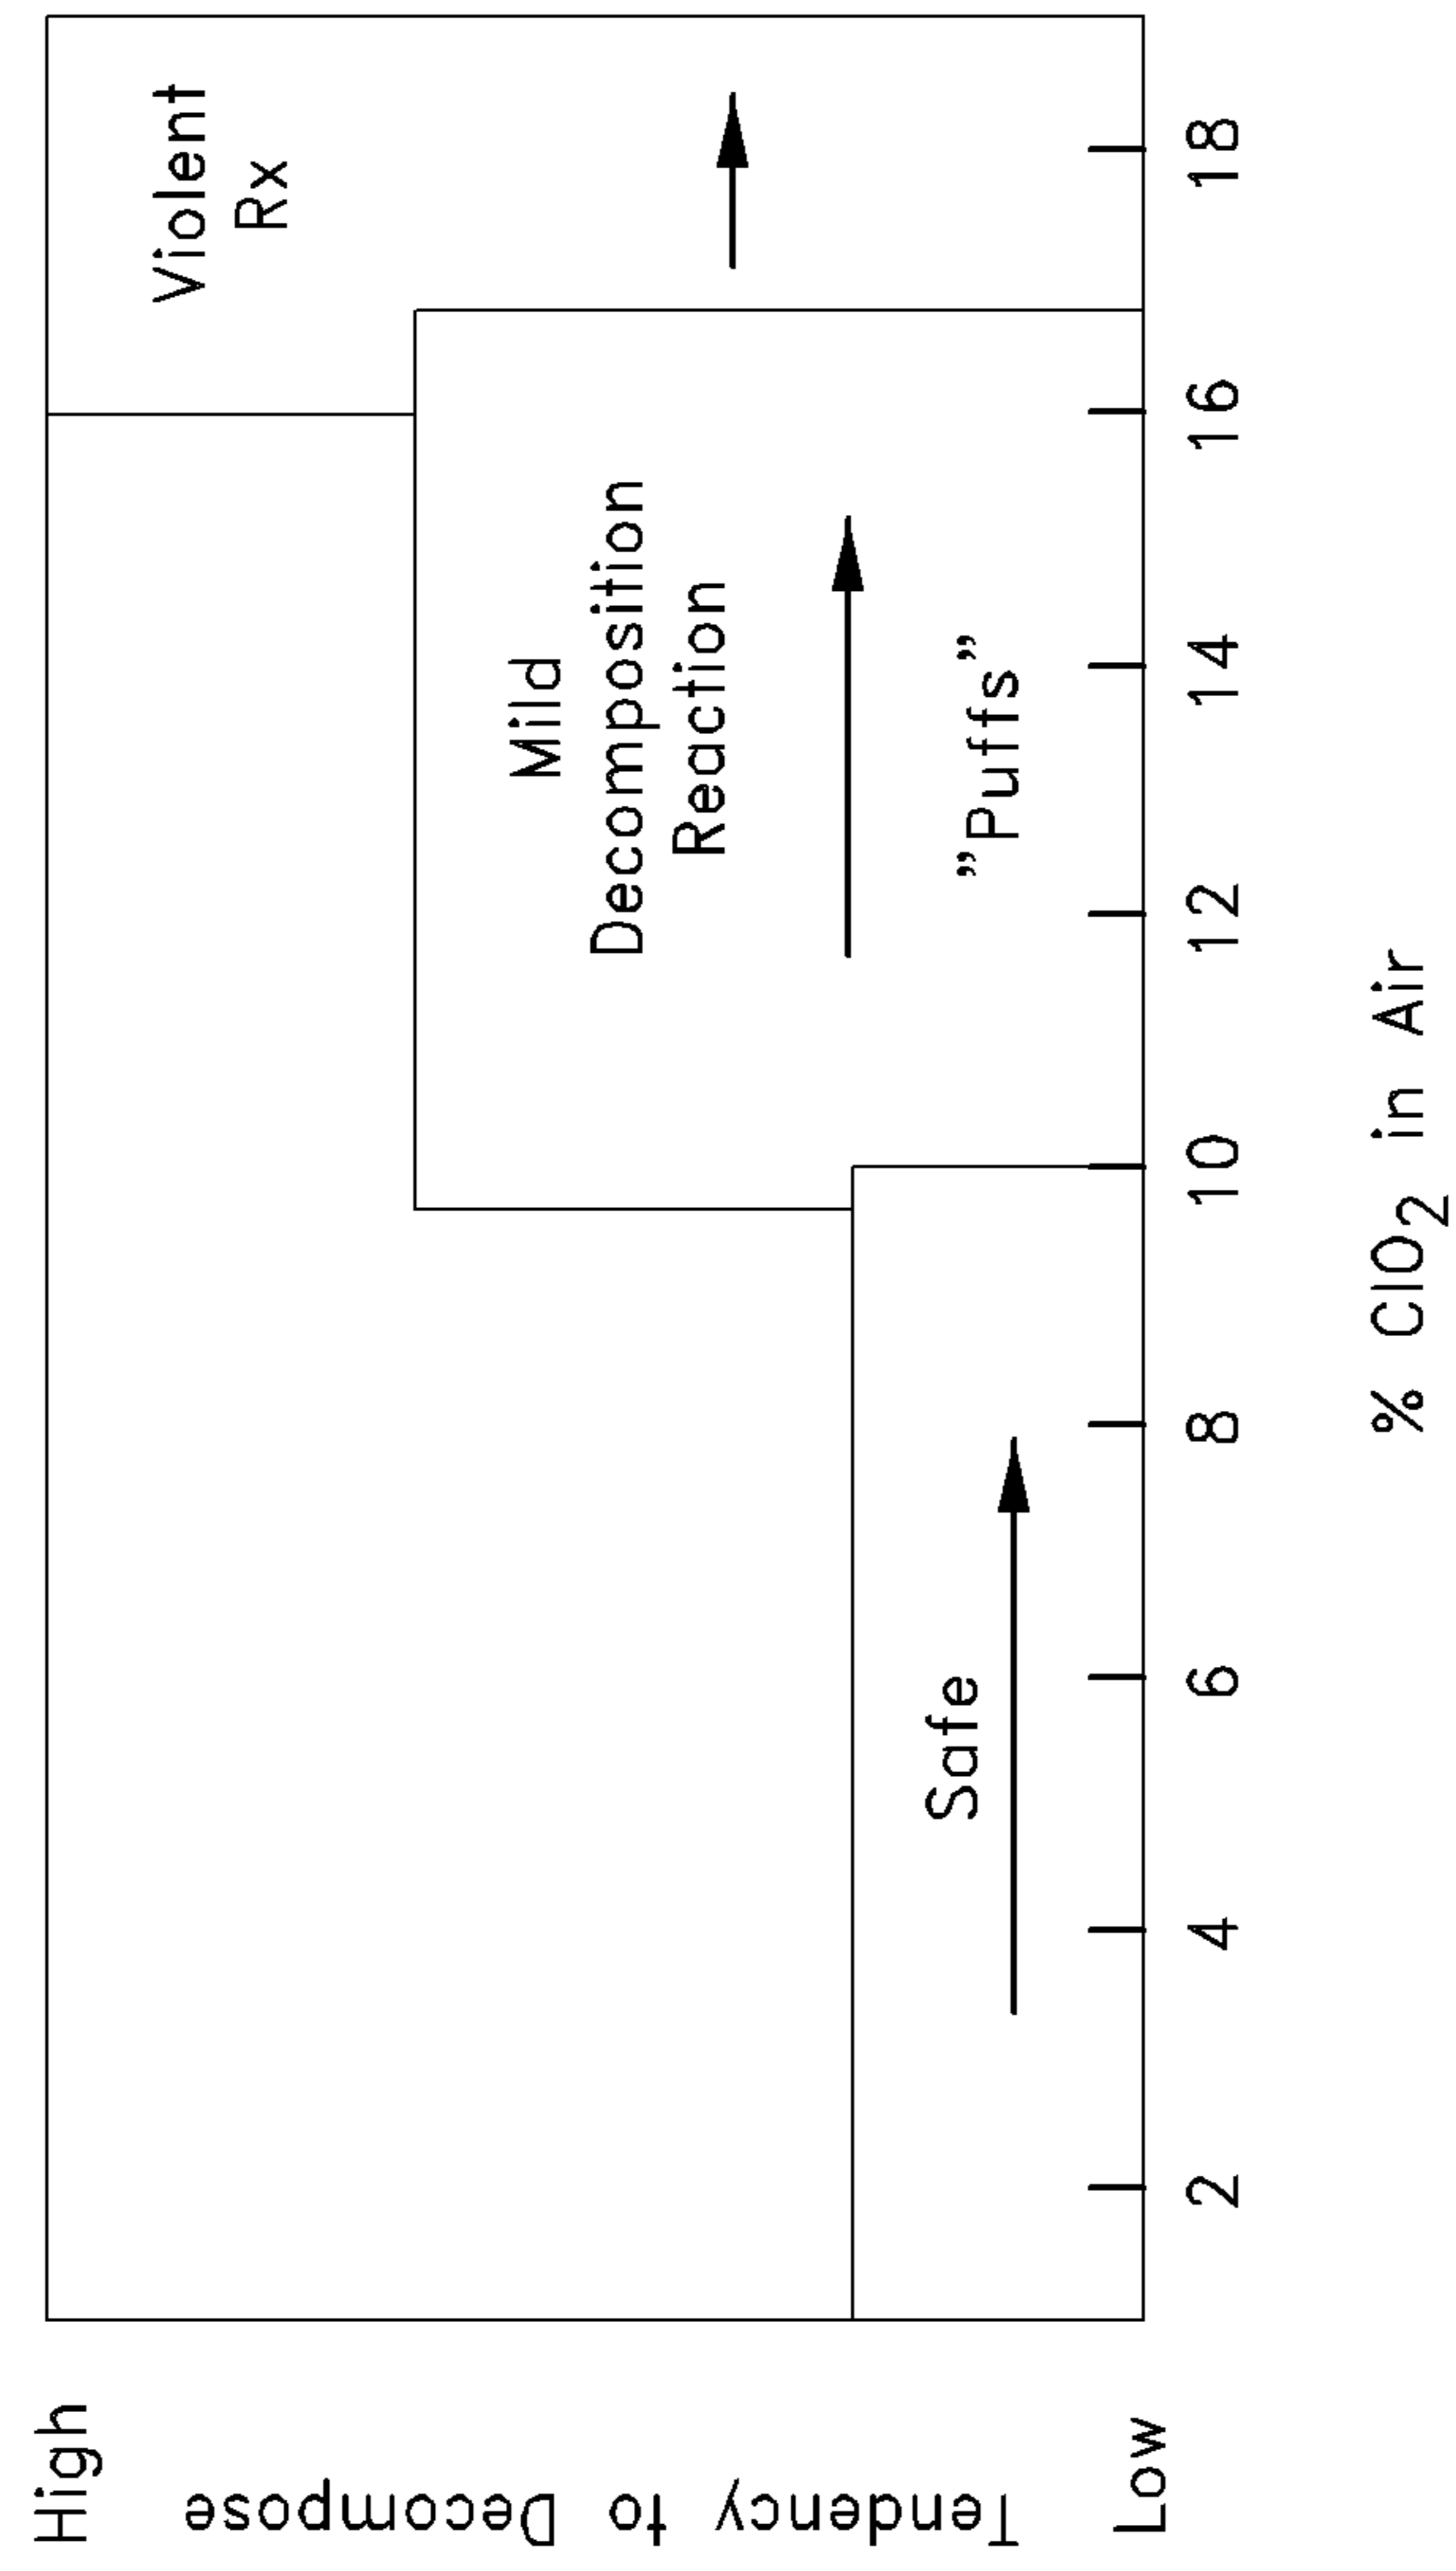 High
Tendency to Decompose
Low
Violent
Rx
Mild
Decomposition
Reaction
”Puffs”
Safe
2 4 6 8 10 12 14 16 18
% ClO₂ in Air